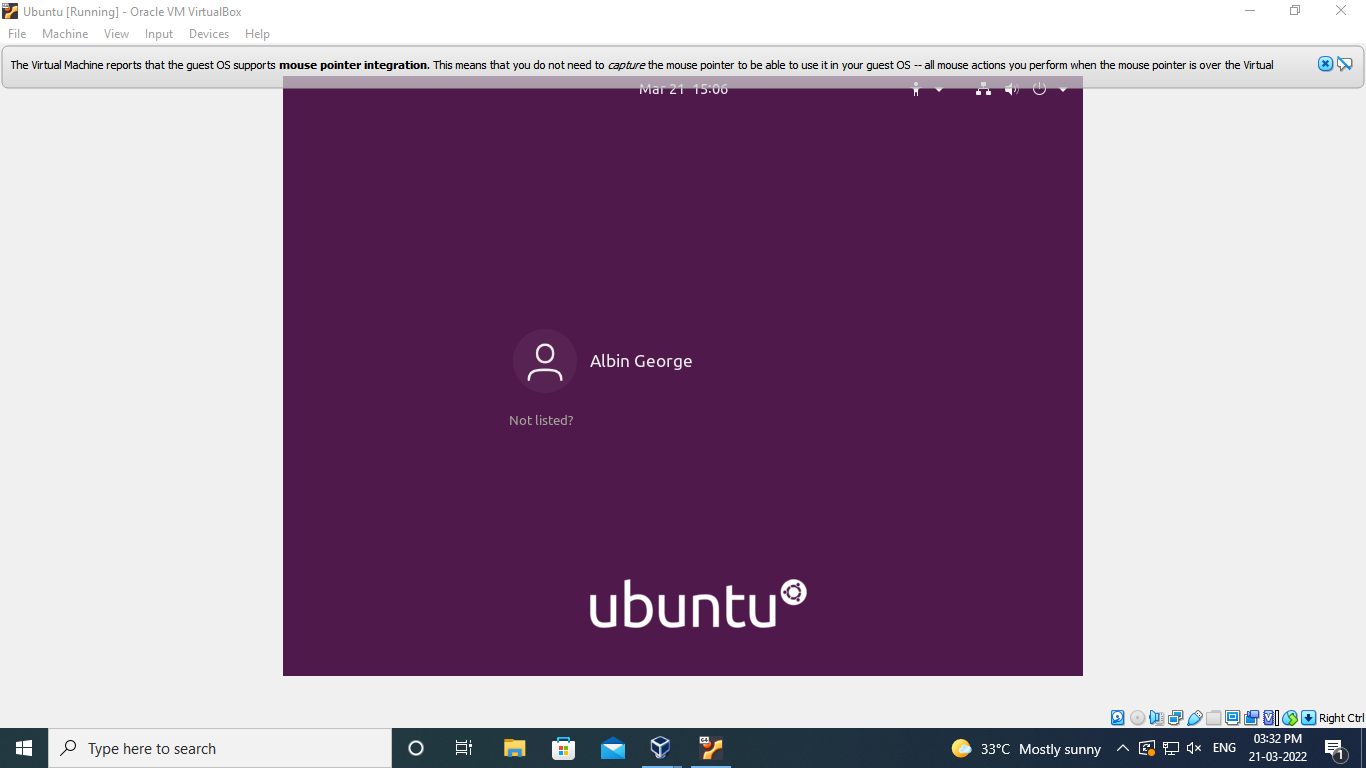 Ubuntu [Running] - Oracle VM VirtualBox
File Machine View Input Devices Help
The Virtual Machine reports that the guest OS supports mouse pointer integration. This means that you do not need to capture the mouse pointer to be able to use it in your guest OS -- all mouse actions you perform when the mouse pointer is over the Virtual
Mar 21 15:06
Albin George
Not listed?
ubuntu
Right Ctrl
Type here to search
33°C Mostly sunny
ENG
03:32 PM
21-03-2022
1